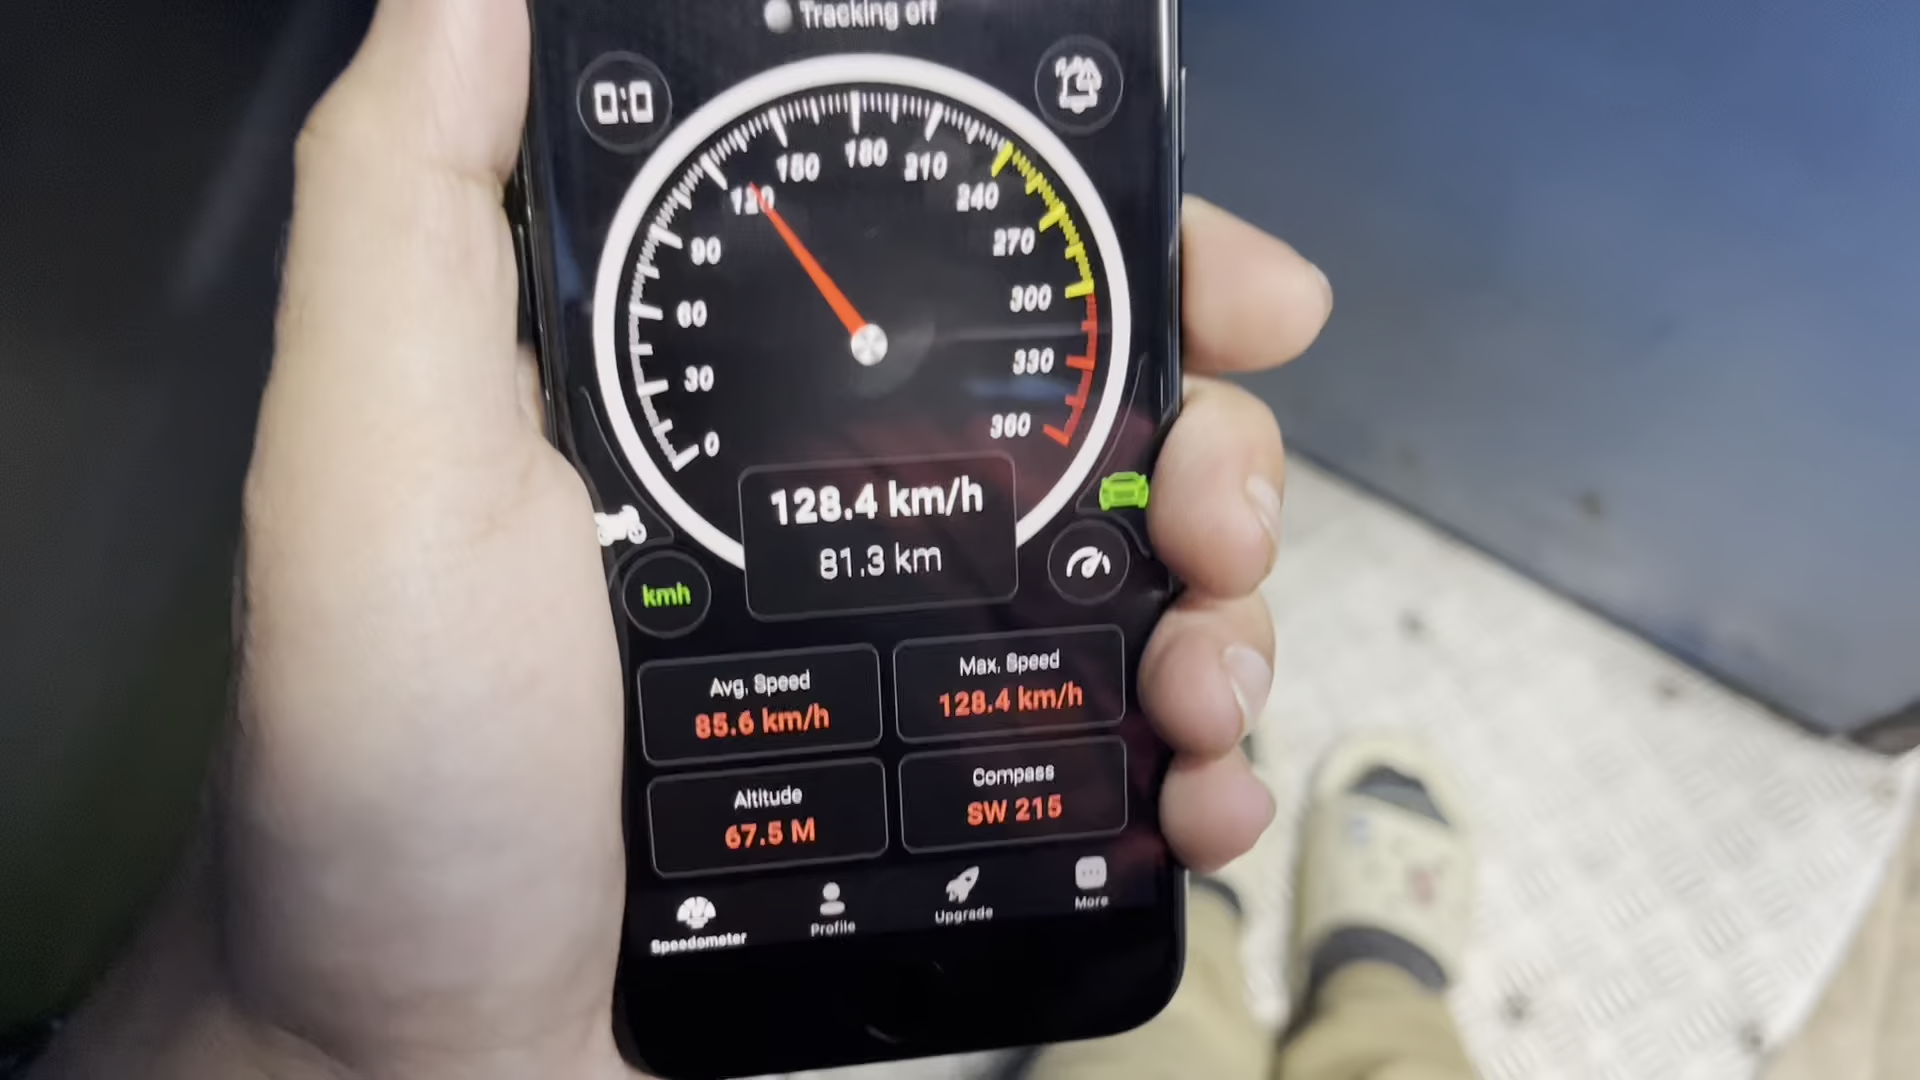 Tracking off
0:0
0
30
60
90
120
150
180
210
240
270
300
330
360
128.4 km/h
81.3 km
kmh
Avg. Speed
85.6 km/h
Max. Speed
128.4 km/h
Altitude
67.5 M
Compass
SW 215
Speedometer
Profile
Upgrade
More